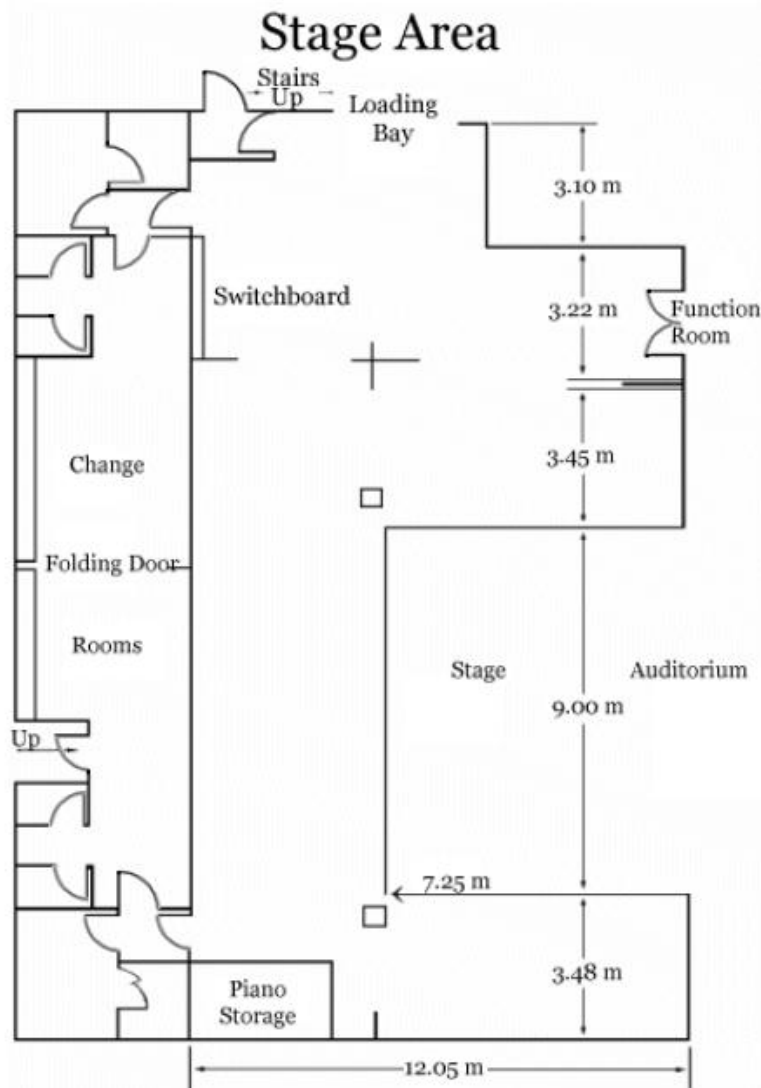 Stage Area
Stairs
Up
Loading
Bay
3.10 m
Switchboard
3.22 m
Function
Room
Change
3.45 m
Folding Door
Rooms
Stage
Auditorium
9.00 m
Up
7.25 m
3.48 m
Piano
Storage
12.05 m